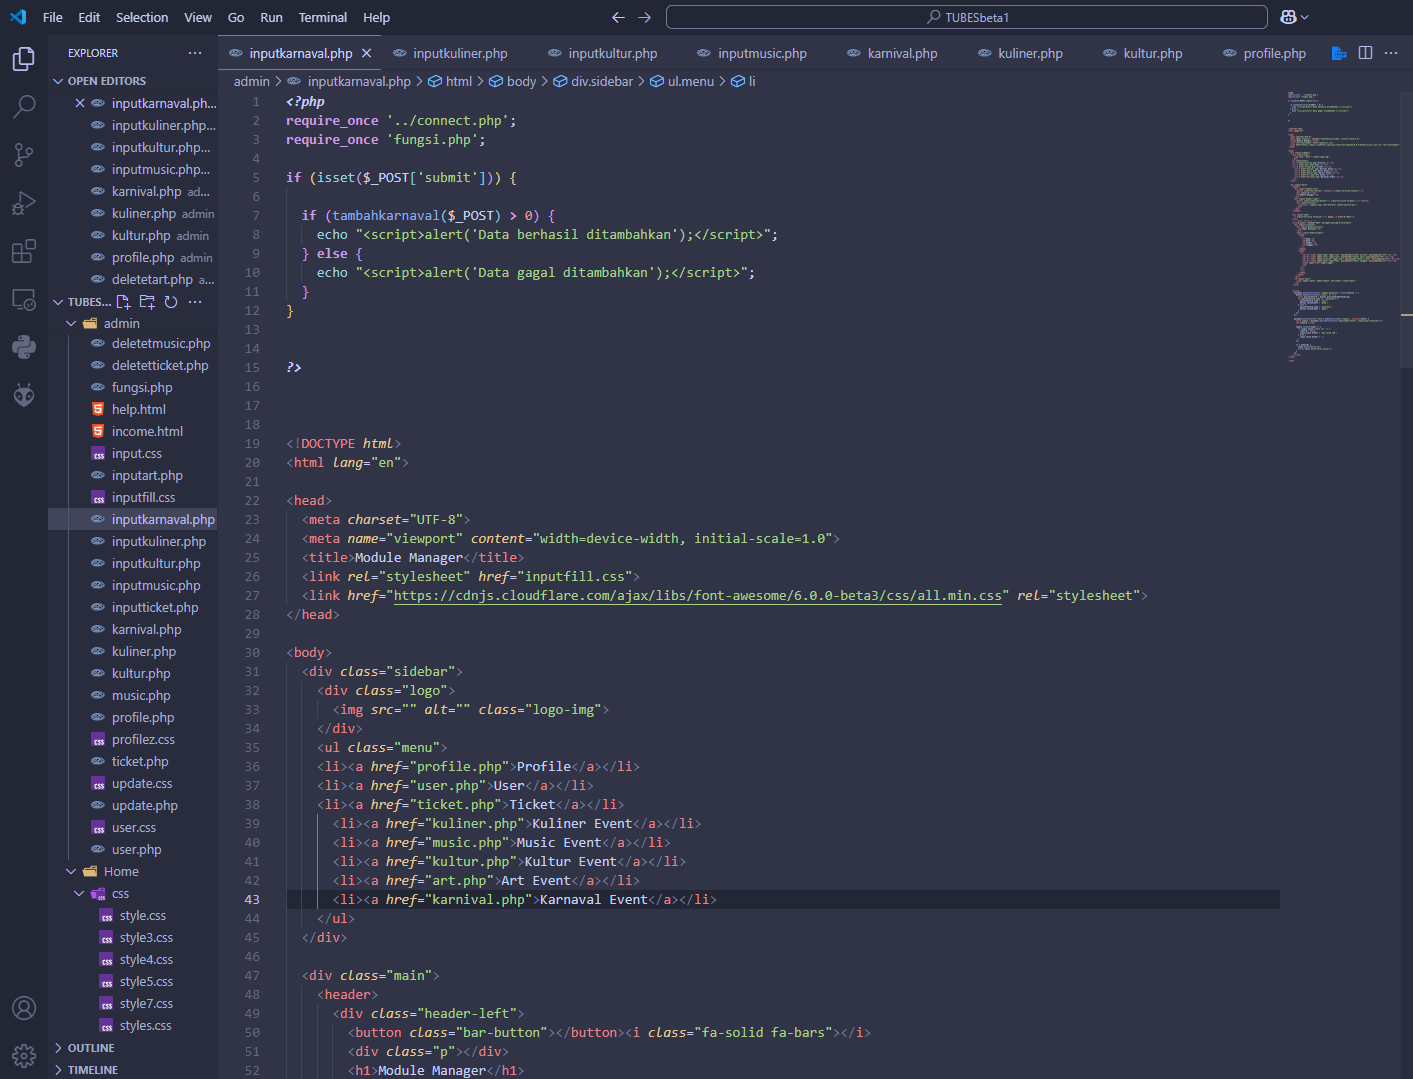 File Edit Selection View Go Run Terminal Help
TUBESbeta1
EXPLORER
OPEN EDITORS
inputkarnaval.ph...
inputkuliner.php...
inputkultur.php...
inputmusic.php...
karnival.php ad...
kuliner.php admin
kultur.php admin
profile.php admin
deletetart.php a...
TUBES...
admin
deletetmusic.php
deletetticket.php
fungsi.php
help.html
income.html
input.css
inputart.php
inputfill.css
inputkarnaval.php
inputkuliner.php
inputkultur.php
inputmusic.php
inputticket.php
karnival.php
kuliner.php
kultur.php
music.php
profile.php
profilez.css
ticket.php
update.css
update.php
user.css
user.php
Home
css
style.css
style3.css
style4.css
style5.css
style7.css
styles.css
OUTLINE
TIMELINE
inputkarnaval.php inputkuliner.php inputkultur.php inputmusic.php karnival.php kuliner.php kultur.php profile.php
admin > inputkarnaval.php > html > body > div.sidebar > ul.menu > li
1 <?php
2 require_once '../connect.php';
3 require_once 'fungsi.php';
4
5 if (isset($_POST['submit'])) {
6
7 if (tambahkarnaval($_POST) > 0) {
8 echo "<script>alert('Data berhasil ditambahkan');</script>";
9 } else {
10 echo "<script>alert('Data gagal ditambahkan');</script>";
11 }
12 }
13
14
15 ?>
16
17
18
19 <!DOCTYPE html>
20 <html lang="en">
21
22 <head>
23 <meta charset="UTF-8">
24 <meta name="viewport" content="width=device-width, initial-scale=1.0">
25 <title>Module Manager</title>
26 <link rel="stylesheet" href="inputfill.css">
27 <link href="https://cdnjs.cloudflare.com/ajax/libs/font-awesome/6.0.0-beta3/css/all.min.css" rel="stylesheet">
28 </head>
29
30 <body>
31 <div class="sidebar">
32 <div class="logo">
33 <img src="" alt="" class="logo-img">
34 </div>
35 <ul class="menu">
36 <li><a href="profile.php">Profile</a></li>
37 <li><a href="user.php">User</a></li>
38 <li><a href="ticket.php">Ticket</a></li>
39 <li><a href="kuliner.php">Kuliner Event</a></li>
40 <li><a href="music.php">Music Event</a></li>
41 <li><a href="kultur.php">Kultur Event</a></li>
42 <li><a href="art.php">Art Event</a></li>
43 <li><a href="karnival.php">Karnaval Event</a></li>
44 </ul>
45 </div>
46
47 <div class="main">
48 <header>
49 <div class="header-left">
50 <button class="bar-button"></button><i class="fa-solid fa-bars"></i>
51 <div class="p"></div>
52 <h1>Module Manager</h1>